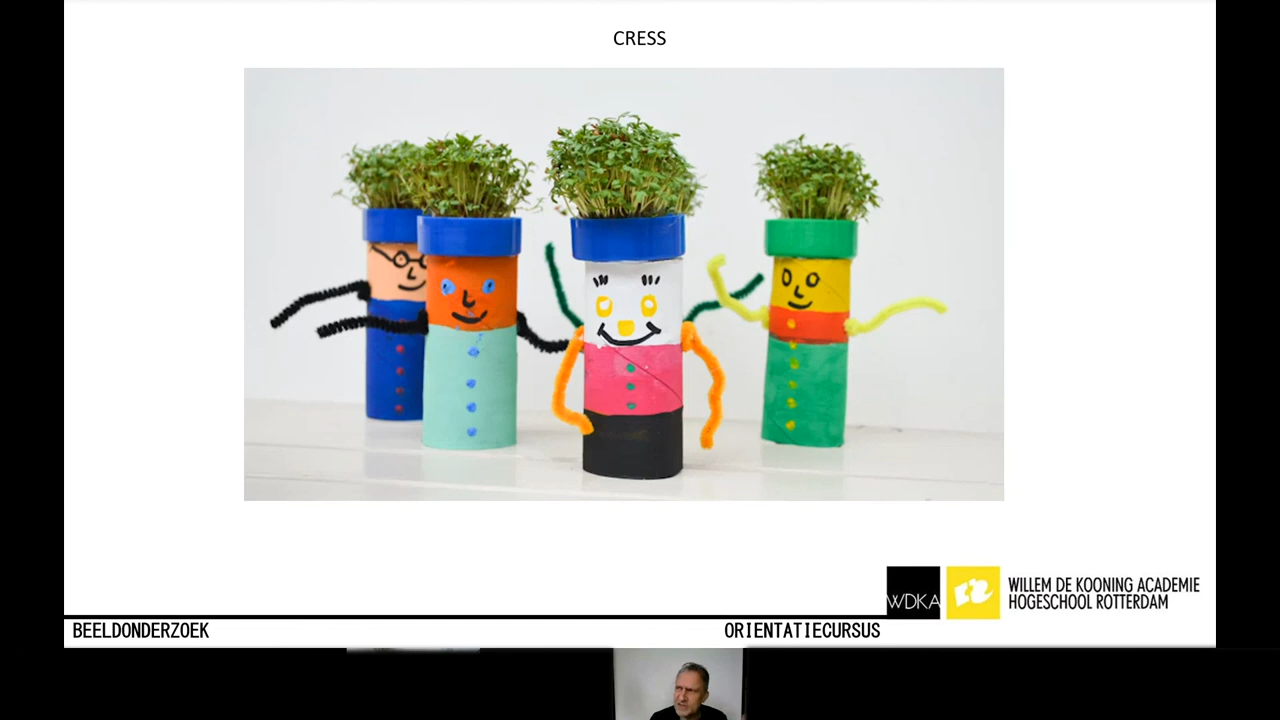 CRESS
WDKA
WILLEM DE KOONING ACADEMIE
HOGESCHOOL ROTTERDAM
BEELDONDERZOEK
ORIENTATIECURSUS